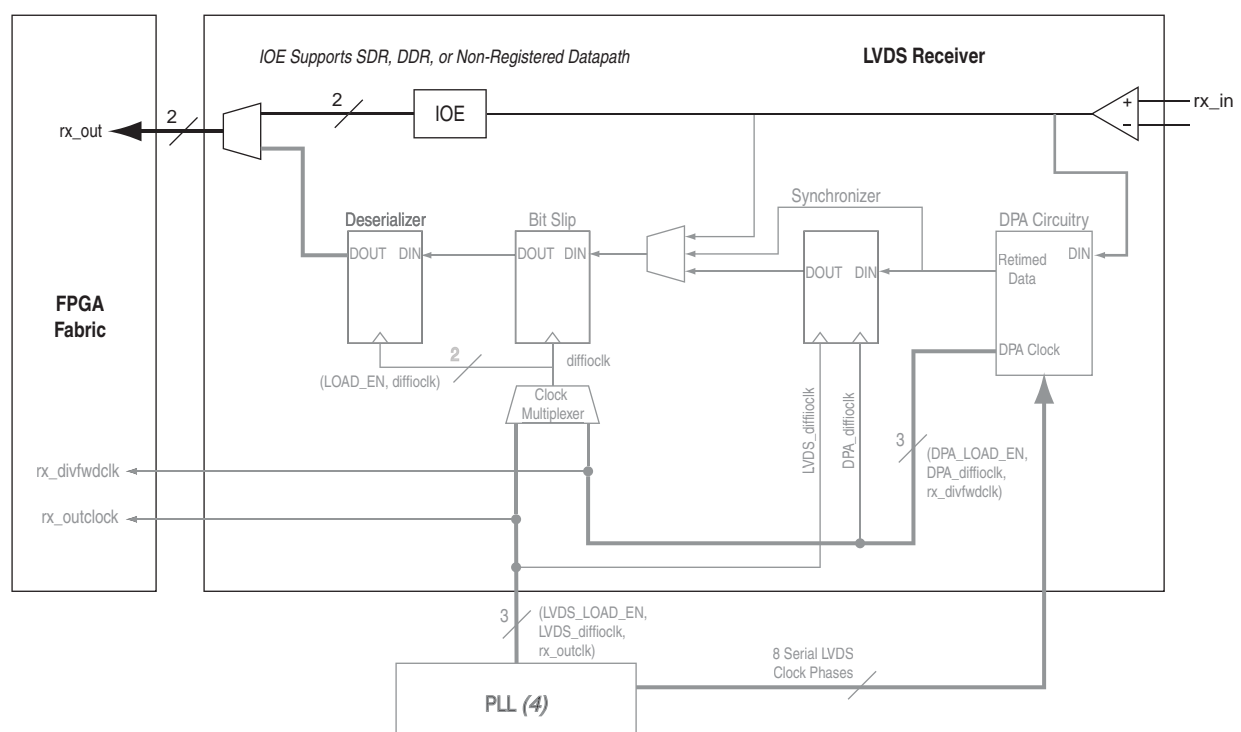 IOE Supports SDR, DDR, or Non-Registered Datapath
LVDS Receiver
2
IOE
+
−
rx_in
rx_out
2
Synchronizer
Deserializer
Bit Slip
DPA Circuitry
DOUT DIN
DOUT DIN
DOUT DIN
Retimed
Data
DIN
FPGA
Fabric
2
diffioclk
(LOAD_EN, diffioclk)
DPA Clock
Clock
Multiplexer
LVDS_diffiioclk
DPA_diffioclk
3
(DPA_LOAD_EN,
DPA_diffioclk,
rx_divfwdclk)
rx_divfwdclk
rx_outclock
3
(LVDS_LOAD_EN,
LVDS_diffioclk,
rx_outclk)
8 Serial LVDS
Clock Phases
PLL (4)